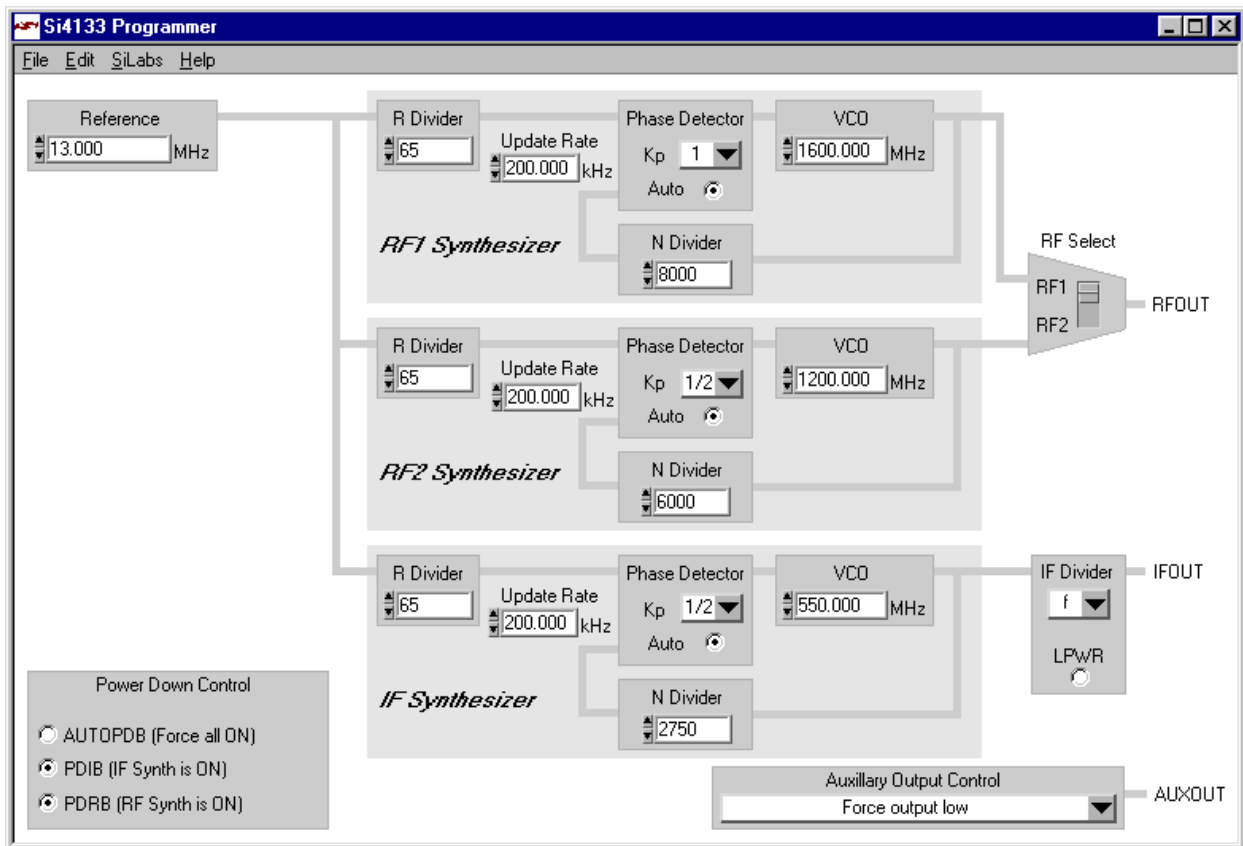 Si4133 Programmer
File Edit SiLabs Help
Reference
13.000 MHz
R Divider
65
Update Rate
200.000 kHz
Phase Detector
Kp 1
Auto
VCO
1600.000 MHz
RF1 Synthesizer
N Divider
8000
RF Select
RF1
RF2
RFOUT
R Divider
65
Update Rate
200.000 kHz
Phase Detector
Kp 1/2
Auto
VCO
1200.000 MHz
RF2 Synthesizer
N Divider
6000
R Divider
65
Update Rate
200.000 kHz
Phase Detector
Kp 1/2
Auto
VCO
550.000 MHz
IF Divider
f
LPWR
IFOUT
IF Synthesizer
N Divider
2750
Power Down Control
AUTOPDB (Force all ON)
PDIB (IF Synth is ON)
PDRB (RF Synth is ON)
Auxillary Output Control
Force output low
AUXOUT